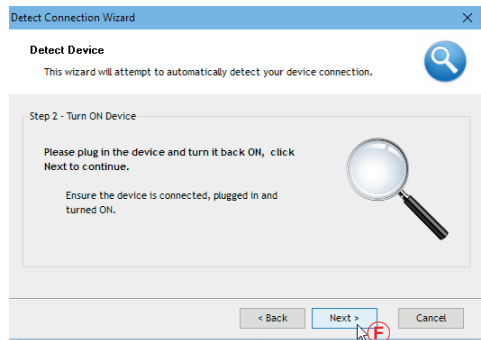 Detect Connection Wizard
Detect Device
This wizard will attempt to automatically detect your device connection.
Step 2 - Turn ON Device
Please plug in the device and turn it back ON, click
Next to continue.
Ensure the device is connected, plugged in and
turned ON.
< Back Next > Cancel
F